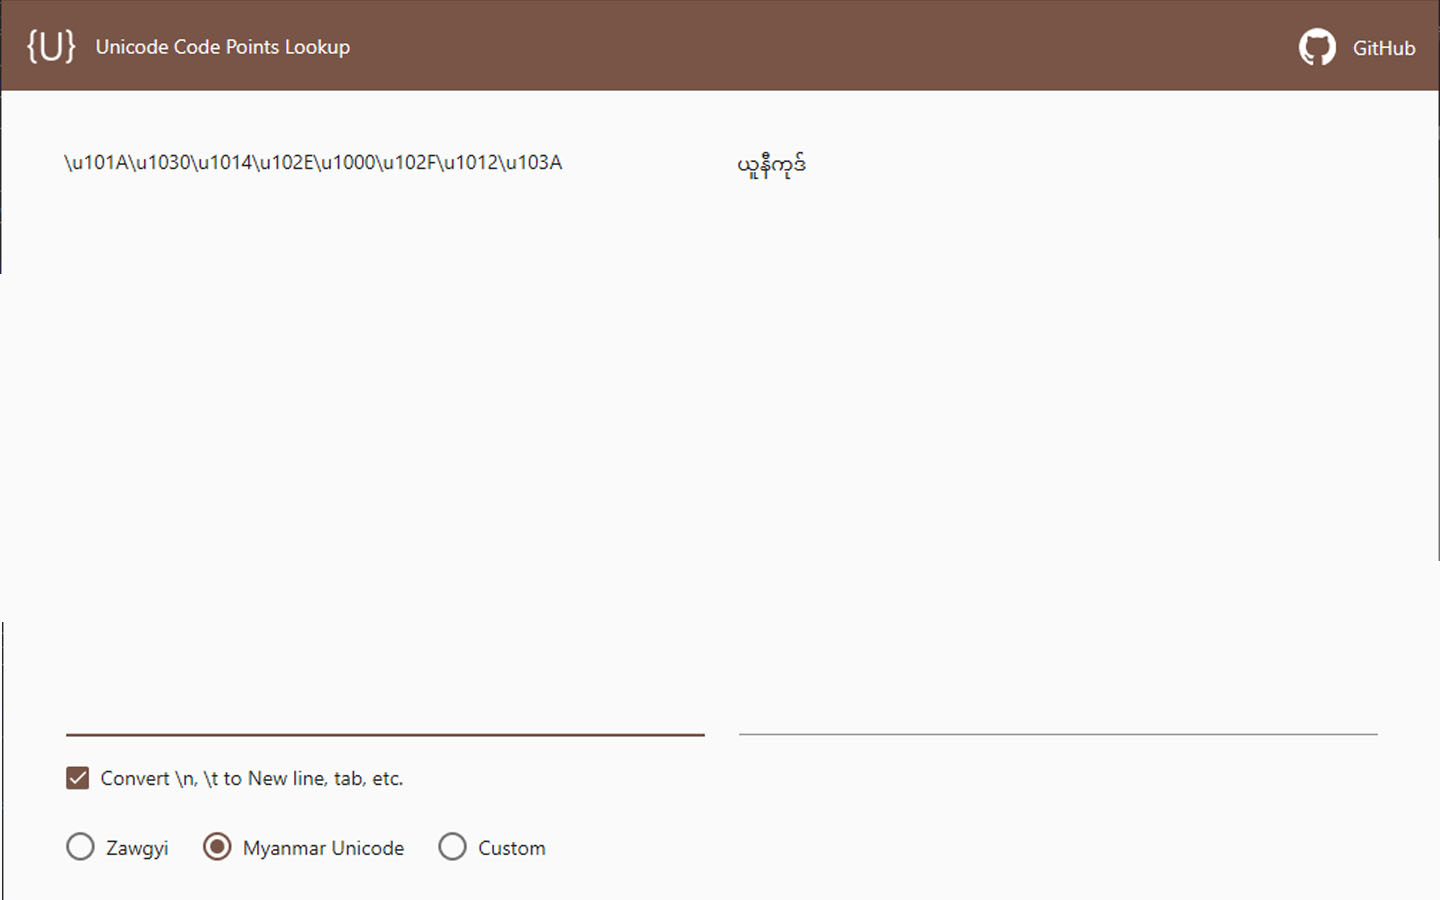 {U} Unicode Code Points Lookup GitHub
\u101A\u1030\u1014\u102E\u1000\u102F\u1012\u103A
ယူနီကုဒ်
Convert \n, \t to New line, tab, etc.
Zawgyi Myanmar Unicode Custom